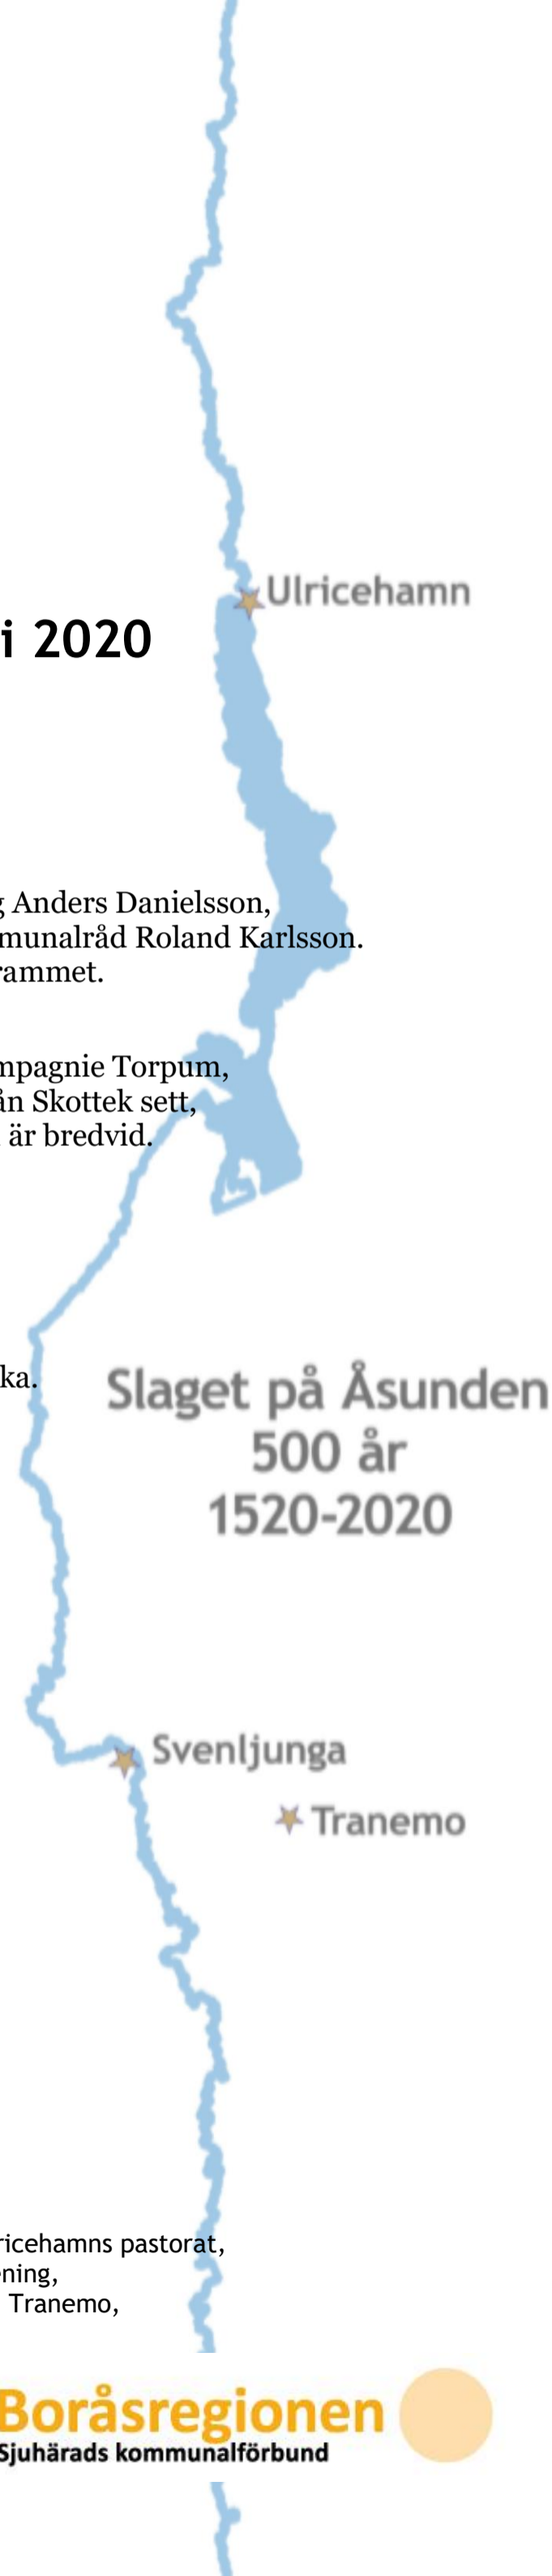 Ulricehamn
i 2020
g Anders Danielsson,
munalråd Roland Karlsson.
rammet.
mpagnie Torpum,
ån Skottek sett,
är bredvid.
ka.
Slaget på Åsunden
500 år
1520-2020
Svenljunga
Tranemo
ricehamns pastorat,
ning,
Tranemo,
Boråsregionen
Sjuhärads kommunalförbund